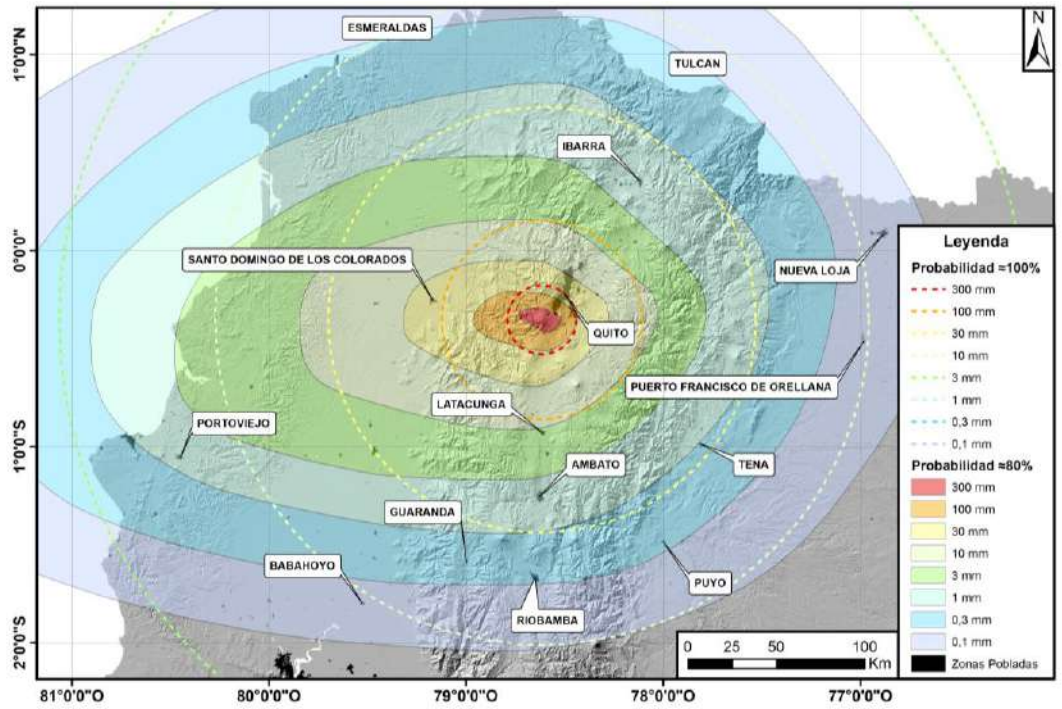 N
ESMERALDAS
TULCAN
IBARRA
SANTO DOMINGO DE LOS COLORADOS
NUEVA LOJA
QUITO
PUERTO FRANCISCO DE ORELLANA
LATACUNGA
PORTOVIEJO
AMBATO
TENA
GUARANDA
BABAHOYO
PUYO
RIOBAMBA
1°0'0"N
0°0'0"
1°0'0"S
2°0'0"S
81°0'0"O
80°0'0"O
79°0'0"O
78°0'0"O
77°0'0"O
0 25 50 100
Km
Leyenda
Probabilidad ≈100%
300 mm
100 mm
30 mm
10 mm
3 mm
1 mm
0,3 mm
0,1 mm
Probabilidad ≈80%
300 mm
100 mm
30 mm
10 mm
3 mm
1 mm
0,3 mm
0,1 mm
Zonas Pobladas